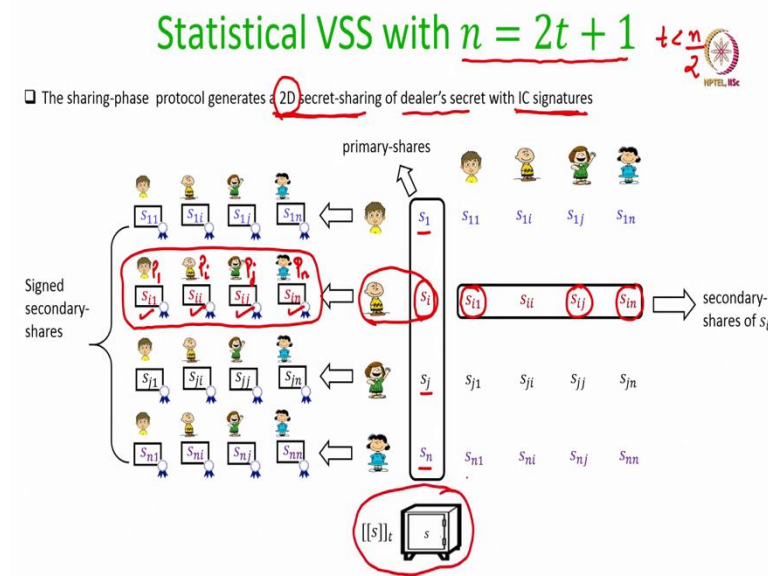 Statistical VSS with n = 2t + 1
t < n/2
NPTEL, IISc
❑ The sharing-phase protocol generates a 2D secret-sharing of dealer's secret with IC signatures
primary-shares
s₁₁ s₁ᵢ s₁ⱼ s₁ₙ s₁ s₁₁ s₁ᵢ s₁ⱼ s₁ₙ
P₁ Pᵢ Pⱼ Pₙ
Signed secondary-shares
sᵢ₁ sᵢᵢ sᵢⱼ sᵢₙ sᵢ sᵢ₁ sᵢᵢ sᵢⱼ sᵢₙ
secondary-
shares of sᵢ
sⱼ₁ sⱼᵢ sⱼⱼ sⱼₙ sⱼ sⱼ₁ sⱼᵢ sⱼⱼ sⱼₙ
sₙ₁ sₙᵢ sₙⱼ sₙₙ sₙ sₙ₁ sₙᵢ sₙⱼ sₙₙ
[[s]]ₜ s